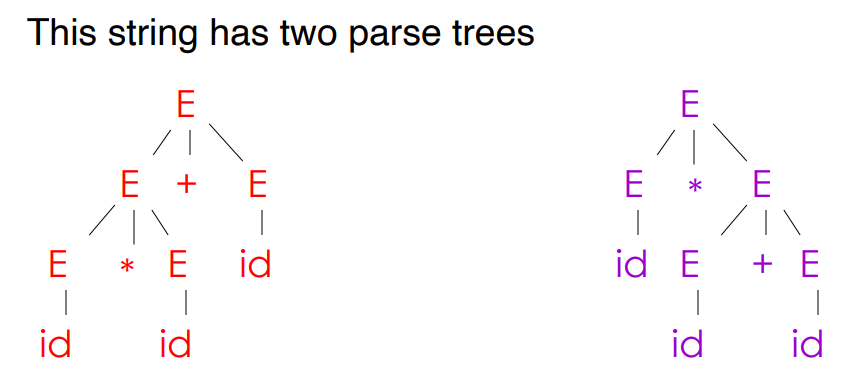 This string has two parse trees
E E
E + E E * E
E * E id id E + E
id id id id